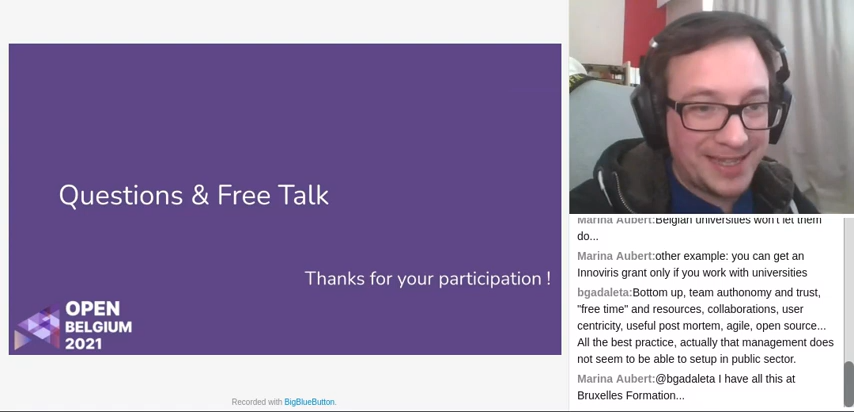 Questions & Free Talk
Thanks for your participation !
OPEN
BELGIUM
2021
Recorded with BigBlueButton.
Marina Aubert:Belgian universities won't let them
do...
Marina Aubert:other example: you can get an
Innoviris grant only if you work with universities
bgadaleta:Bottom up, team authonomy and trust,
"free time" and resources, collaborations, user
centricity, useful post mortem, agile, open source...
All the best practice, actually that management does
not seem to be able to setup in public sector.
Marina Aubert:@bgadaleta I have all this at
Bruxelles Formation...